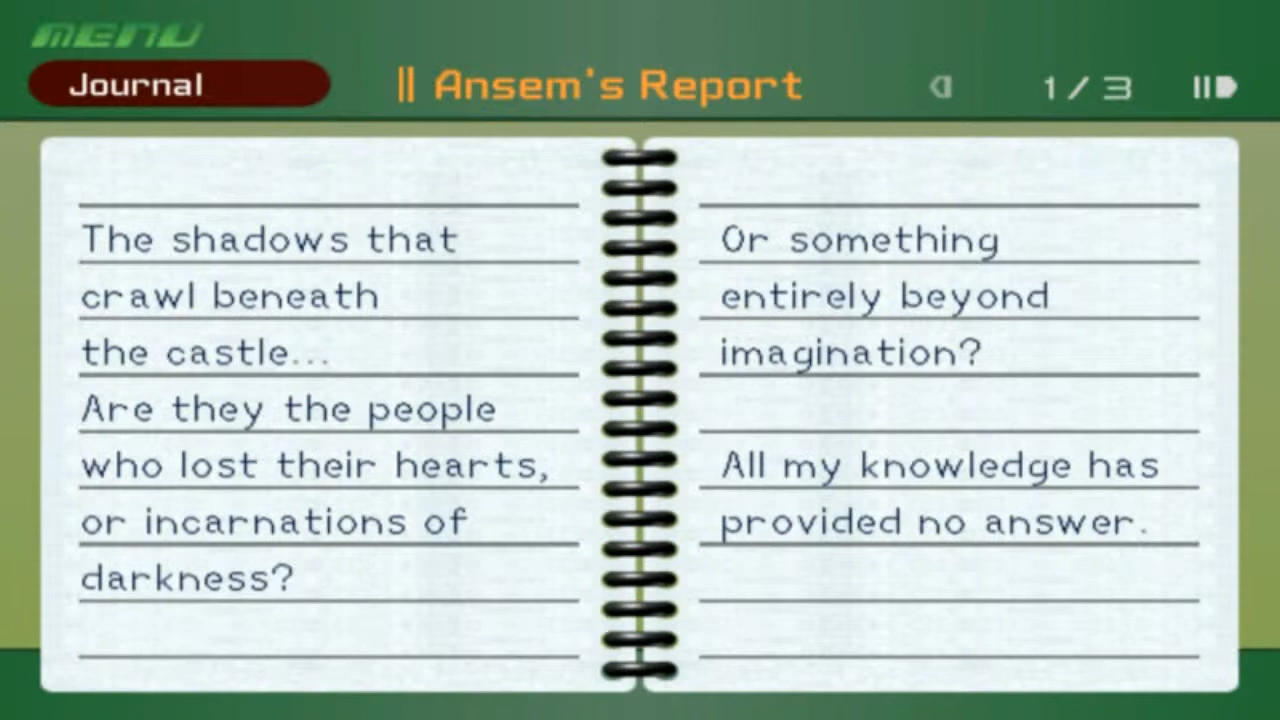 MENU
Journal
Ansem's Report
1/3
The shadows that
crawl beneath
the castle...
Are they the people
who lost their hearts,
or incarnations of
darkness?
Or something
entirely beyond
imagination?
All my knowledge has
provided no answer.